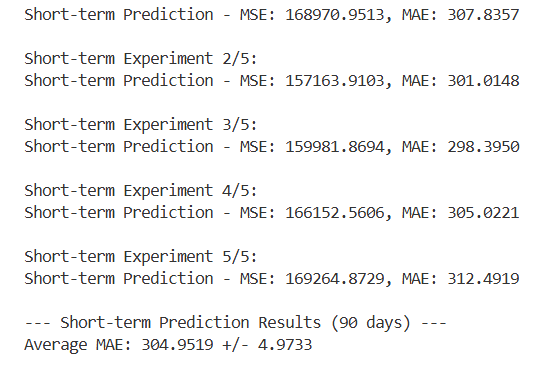 Short-term Prediction - MSE: 168970.9513, MAE: 307.8357
Short-term Experiment 2/5:
Short-term Prediction - MSE: 157163.9103, MAE: 301.0148
Short-term Experiment 3/5:
Short-term Prediction - MSE: 159981.8694, MAE: 298.3950
Short-term Experiment 4/5:
Short-term Prediction - MSE: 166152.5606, MAE: 305.0221
Short-term Experiment 5/5:
Short-term Prediction - MSE: 169264.8729, MAE: 312.4919
--- Short-term Prediction Results (90 days) ---
Average MAE: 304.9519 +/- 4.9733